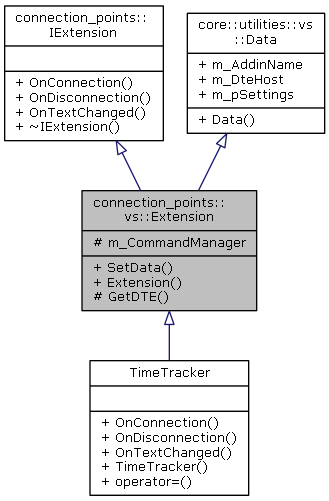 connection_points::
IExtension
+ OnConnection()
+ OnDisconnection()
+ OnTextChanged()
+ ~IExtension()
core::utilities::vs
::Data
+ m_AddinName
+ m_DteHost
+ m_pSettings
+ Data()
connection_points::
vs::Extension
# m_CommandManager
+ SetData()
+ Extension()
# GetDTE()
TimeTracker
+ OnConnection()
+ OnDisconnection()
+ OnTextChanged()
+ TimeTracker()
+ operator=()